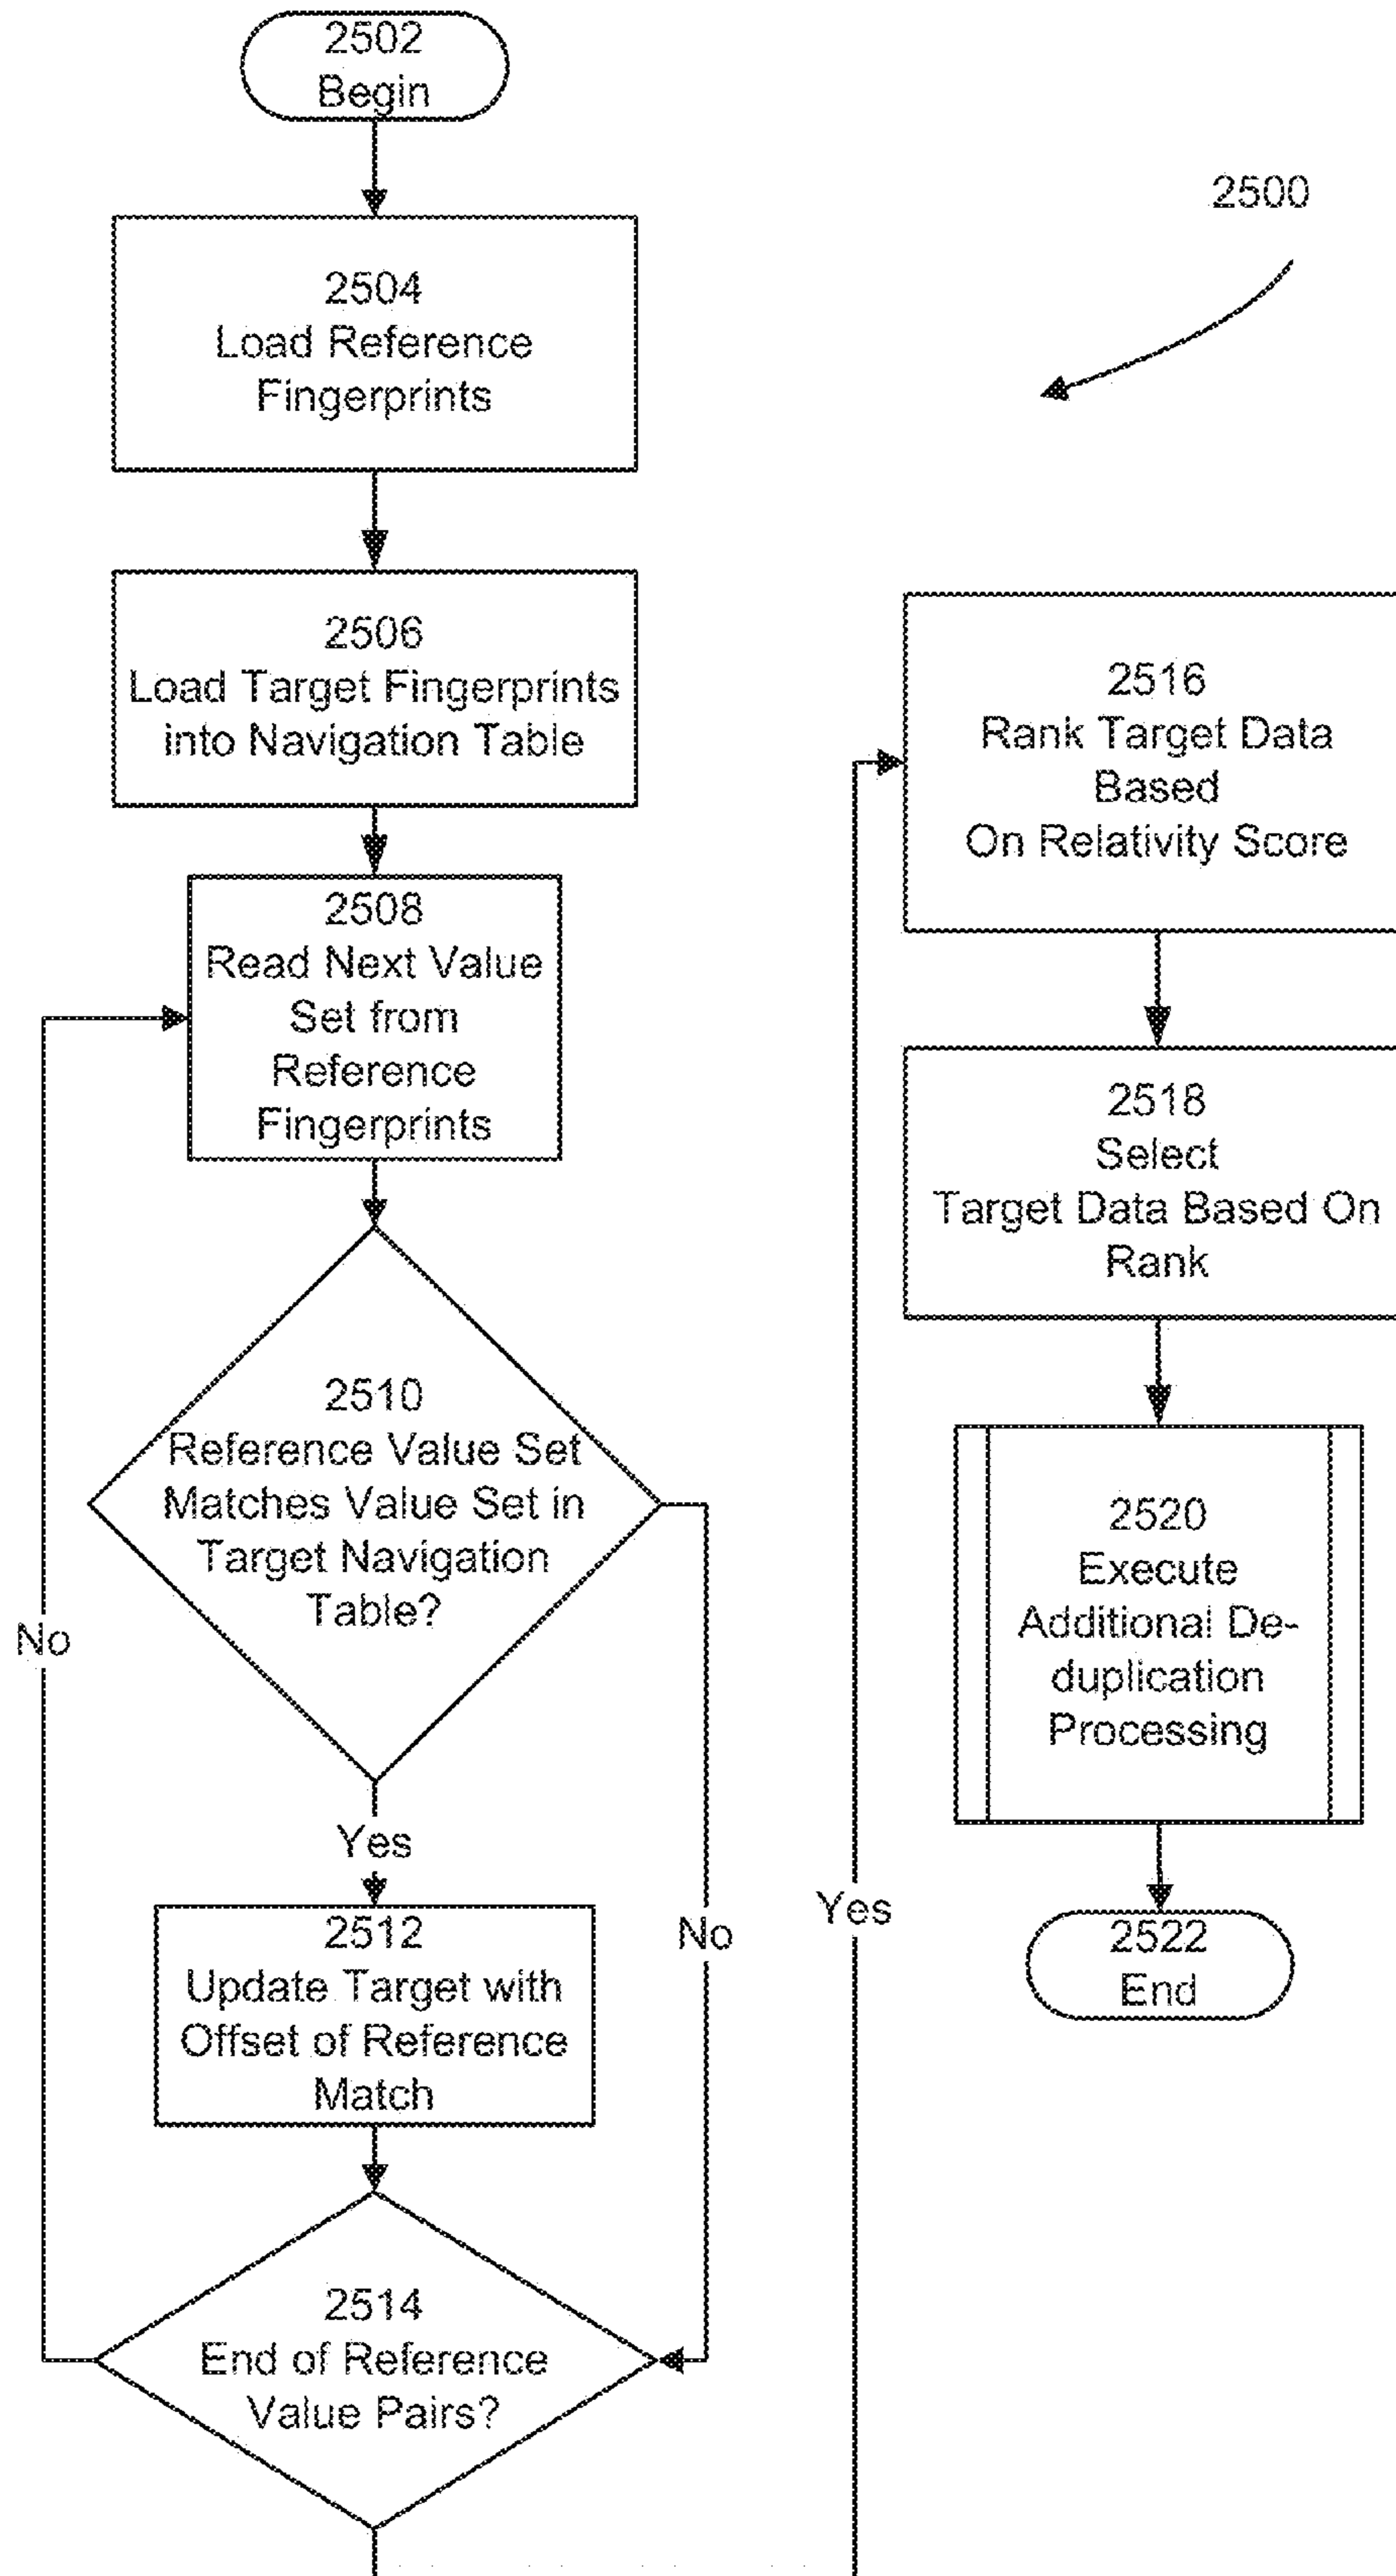 2502
Begin
2500
2504
Load Reference
Fingerprints
2506
Load Target Fingerprints
into Navigation Table
2508
Read Next Value
Set from
Reference
Fingerprints
2510
Reference Value Set
Matches Value Set in
Target Navigation
Table?
No
Yes
No
2512
Update Target with
Offset of Reference
Match
2514
End of Reference
Value Pairs?
Yes
2516
Rank Target Data
Based
On Relativity Score
2518
Select
Target Data Based On
Rank
2520
Execute
Additional De-
duplication
Processing
2522
End